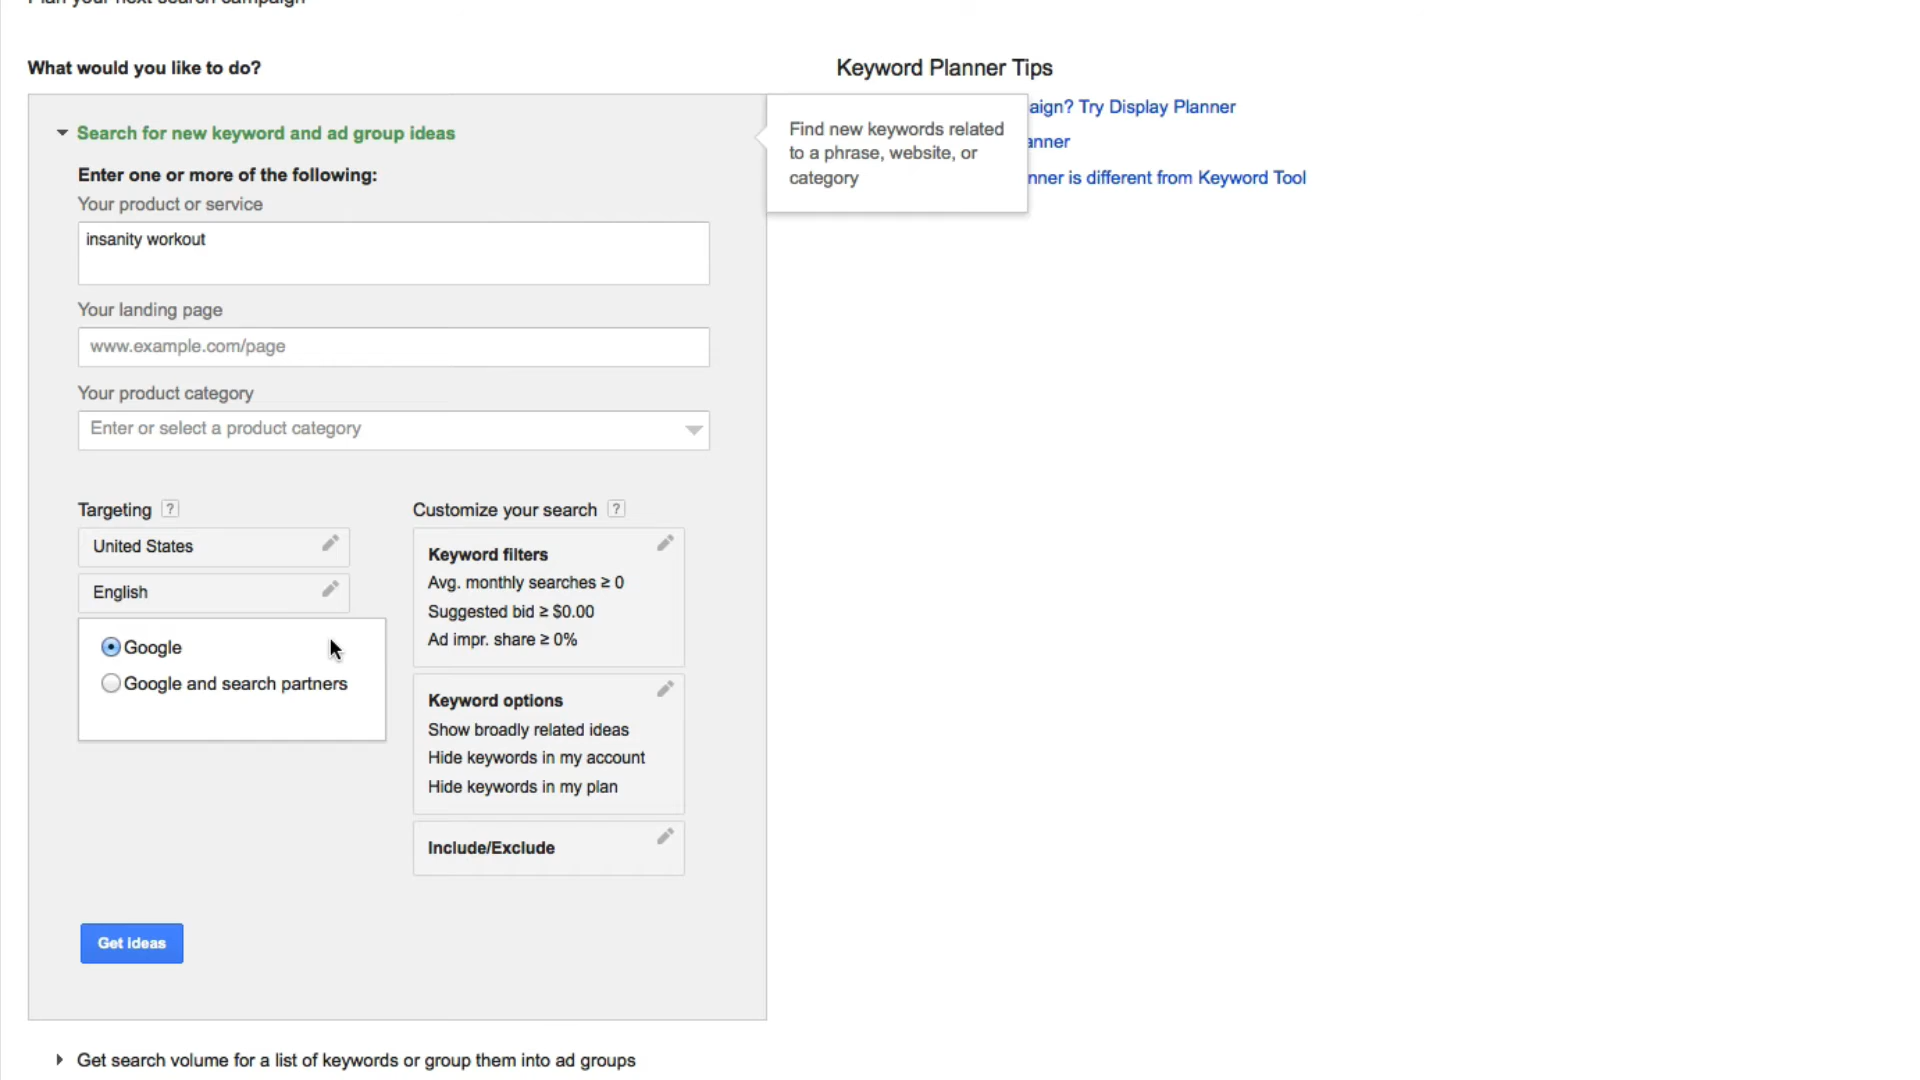 Plan your next search campaign
What would you like to do?
Keyword Planner Tips
Search for new keyword and ad group ideas
Find new keywords related
to a phrase, website, or
category
aign? Try Display Planner
anner
nner is different from Keyword Tool
Enter one or more of the following:
Your product or service
insanity workout
Your landing page
www.example.com/page
Your product category
Enter or select a product category
Targeting ?
United States
English
Google
Google and search partners
Customize your search ?
Keyword filters
Avg. monthly searches ≥ 0
Suggested bid ≥ $0.00
Ad impr. share ≥ 0%
Keyword options
Show broadly related ideas
Hide keywords in my account
Hide keywords in my plan
Include/Exclude
Get ideas
Get search volume for a list of keywords or group them into ad groups